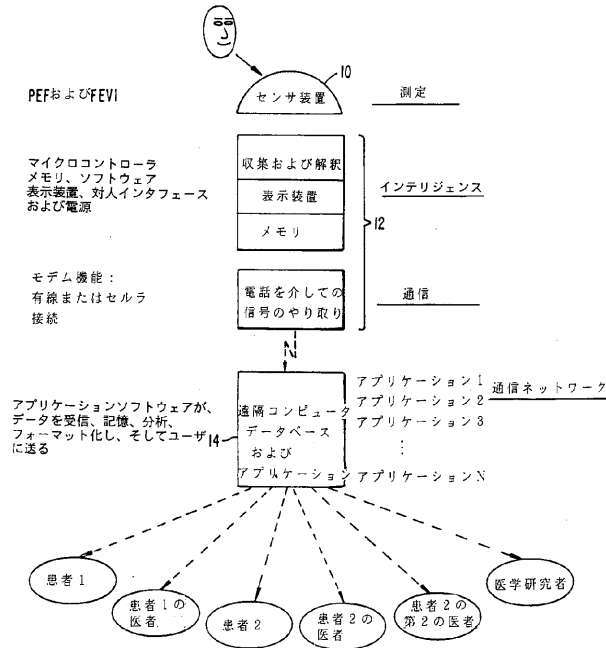 10
PEFおよびFEV1
センサ装置
測定
マイクロコントローラ
メモリ、ソフトウェア
表示装置、対人インタフェース
および電源
収集および解釈
表示装置
メモリ
インテリジェンス
12
モデム機能：
有線またはセルラ
接続
電話を介しての
信号のやり取り
通信
アプリケーションソフトウェアが、
データを受信、記憶、分析、
フォーマット化し、そしてユーザ
に送る
14
遠隔コンピュータ
データベース
および
アプリケーション
アプリケーション1
アプリケーション2
アプリケーション3
⋮
アプリケーションN
通信ネットワーク
患者1
患者1の
医者
患者2
患者2の
医者
患者2の
第2の医者
医学研究者